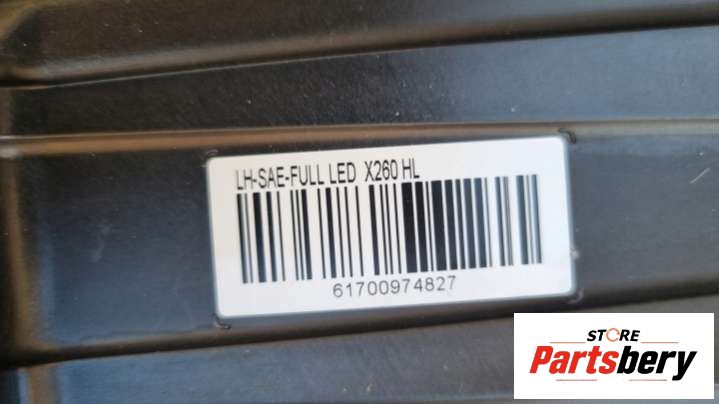 LH-SAE-FULL LED X260 HL
61700974827
STORE
Partsbery